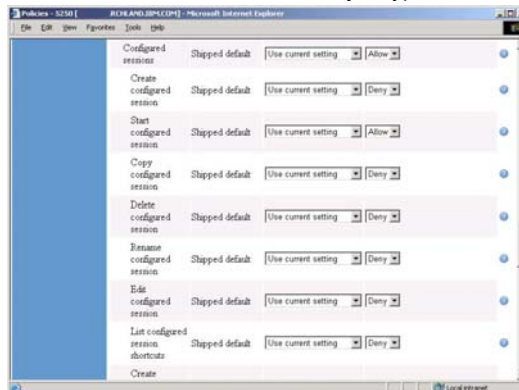 Policies - 5250 [ RCHLAND.IBM.COM] - Microsoft Internet Explorer
File Edit View Favorites Tools Help
Configured sessions Shipped default Use current setting Allow
Create configured session Shipped default Use current setting Deny
Start configured session Shipped default Use current setting Allow
Copy configured session Shipped default Use current setting Deny
Delete configured session Shipped default Use current setting Deny
Rename configured session Shipped default Use current setting Deny
Edit configured session Shipped default Use current setting Deny
List configured session shortcuts Shipped default Use current setting Deny
Create
Local intranet